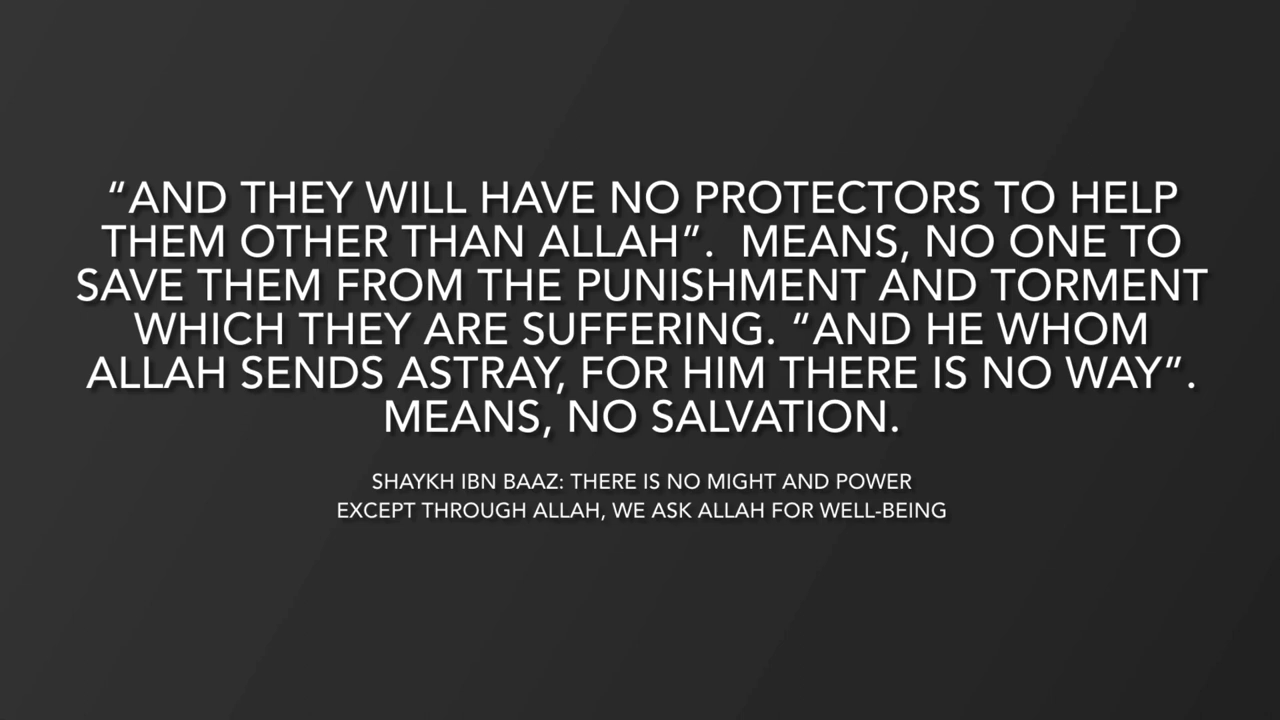 “AND THEY WILL HAVE NO PROTECTORS TO HELP
THEM OTHER THAN ALLAH”.  MEANS, NO ONE TO
SAVE THEM FROM THE PUNISHMENT AND TORMENT
WHICH THEY ARE SUFFERING. “AND HE WHOM
ALLAH SENDS ASTRAY, FOR HIM THERE IS NO WAY”.
MEANS, NO SALVATION.
SHAYKH IBN BAAZ: THERE IS NO MIGHT AND POWER
EXCEPT THROUGH ALLAH, WE ASK ALLAH FOR WELL-BEING